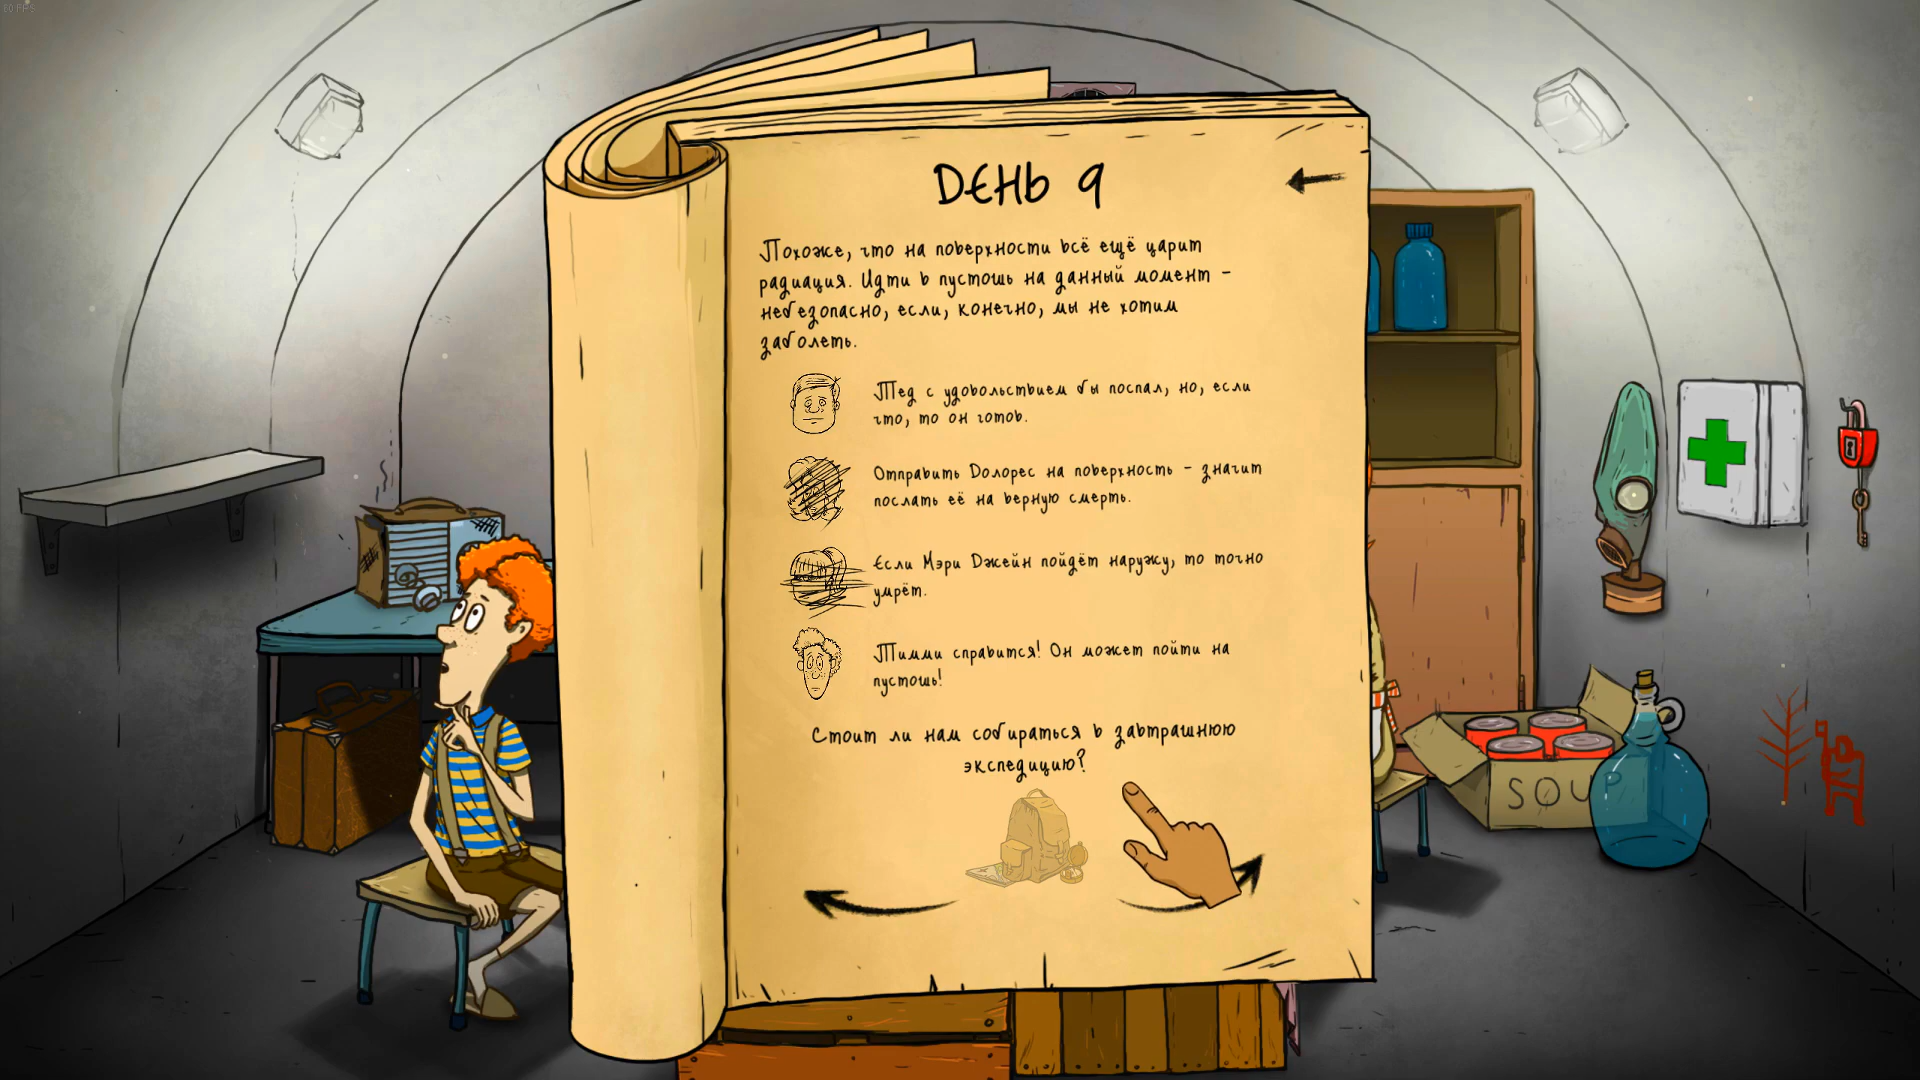 60 FPS
День 9
Похоже, что на поверхности всё ещё царит
радиация. Идти в пустошь на данный момент -
небезопасно, если, конечно, мы не хотим
заболеть.
Тед с удовольствием бы поспал, но, если
что, то он готов.
Отправить Долорес на поверхность - значит
послать её на верную смерть.
Если Мэри Джейн пойдёт наружу, то точно
умрёт.
Тимми справится! Он может пойти на
пустошь!
Стоит ли нам собираться в завтрашнюю
экспедицию?
SOU